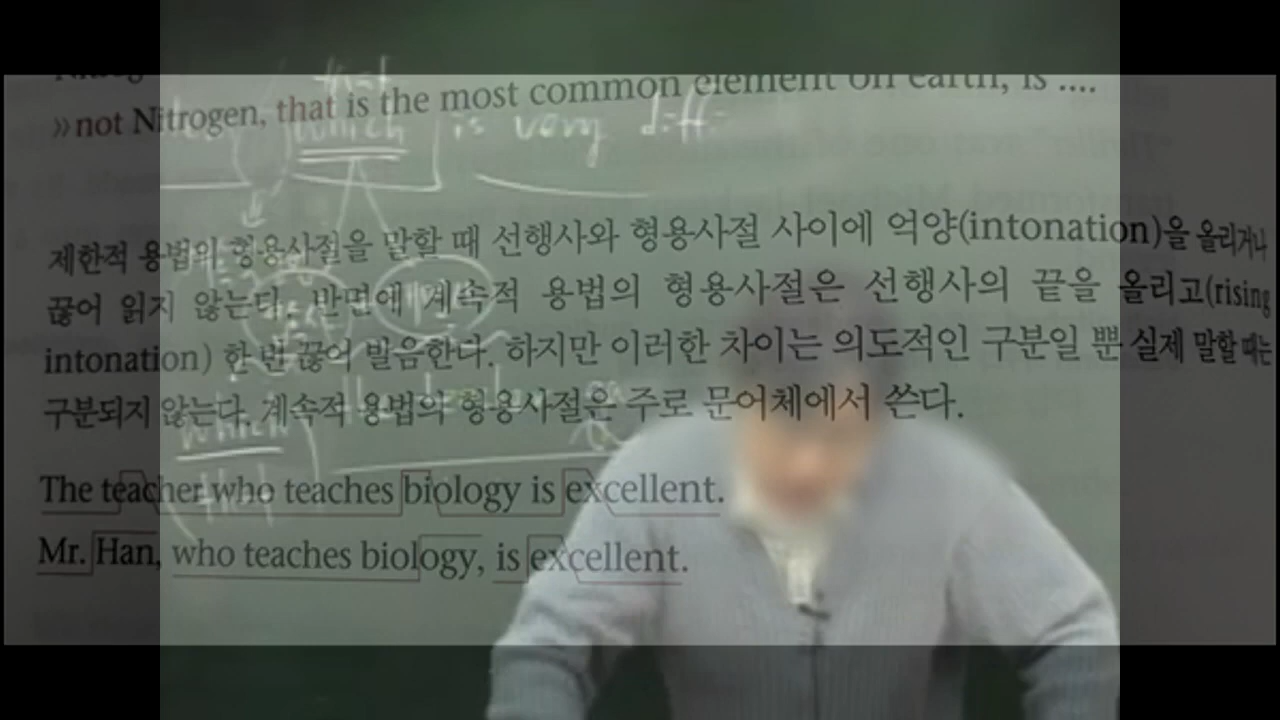 »not Nitrogen, that is the most common element on earth, is ....
that
which is very diff
제한적 용법의 형용사절을 말할 때 선행사와 형용사절 사이에 억양(intonation)을 올리거나
끊어 읽지 않는다. 반면에 계속적 용법의 형용사절은 선행사의 끝을 올리고(rising
intonation) 한 번 끊어 발음한다. 하지만 이러한 차이는 의도적인 구분일 뿐 실제 말할 때는
구분되지 않는다. 계속적 용법의 형용사절은 주로 문어체에서 쓴다.
which
that
The teacher who teaches biology is excellent.
Mr. Han, who teaches biology, is excellent.